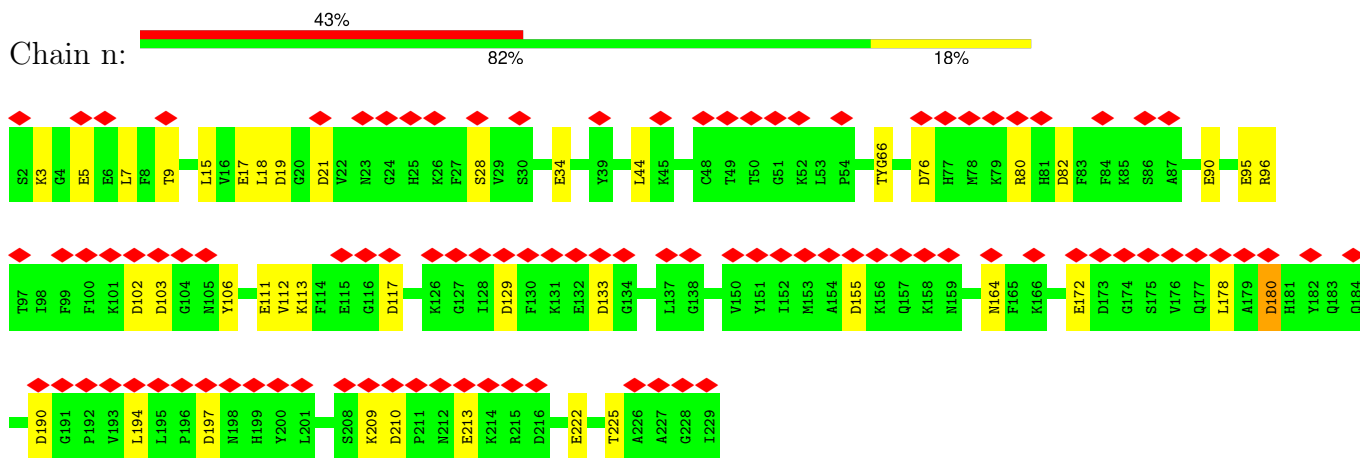 43%
Chain n:
82% 18%
S2 K3 G4 E5 E6 L7 F8 T9 L15 V16 E17 L18 D19 G20 D21 V22 N23 G24 H25 K26 F27 S28 V29 S30 E34 Y39 L44 K45 C48 T49 T50 G51 K52 L53 P54 TYG66 D76 H77 M78 K79 R80 H81 D82 F83 F84 K85 S86 A87 E90 E95 R96
T97 I98 F99 F100 K101 D102 D103 G104 N105 Y106 E111 V112 K113 F114 E115 G116 D117 K126 G127 I128 D129 F130 K131 E132 D133 G134 L137 G138 V150 Y151 I152 M153 A154 D155 K156 Q157 K158 N159 N164 F165 K166 E172 D173 G174 S175 V176 Q177 L178 A179 D180 H181 Y182 Q183 Q184
D190 G191 P192 V193 L194 L195 P196 D197 N198 H199 Y200 L201 S208 K209 D210 P211 N212 E213 K214 R215 D216 E222 T225 A226 A227 G228 I229